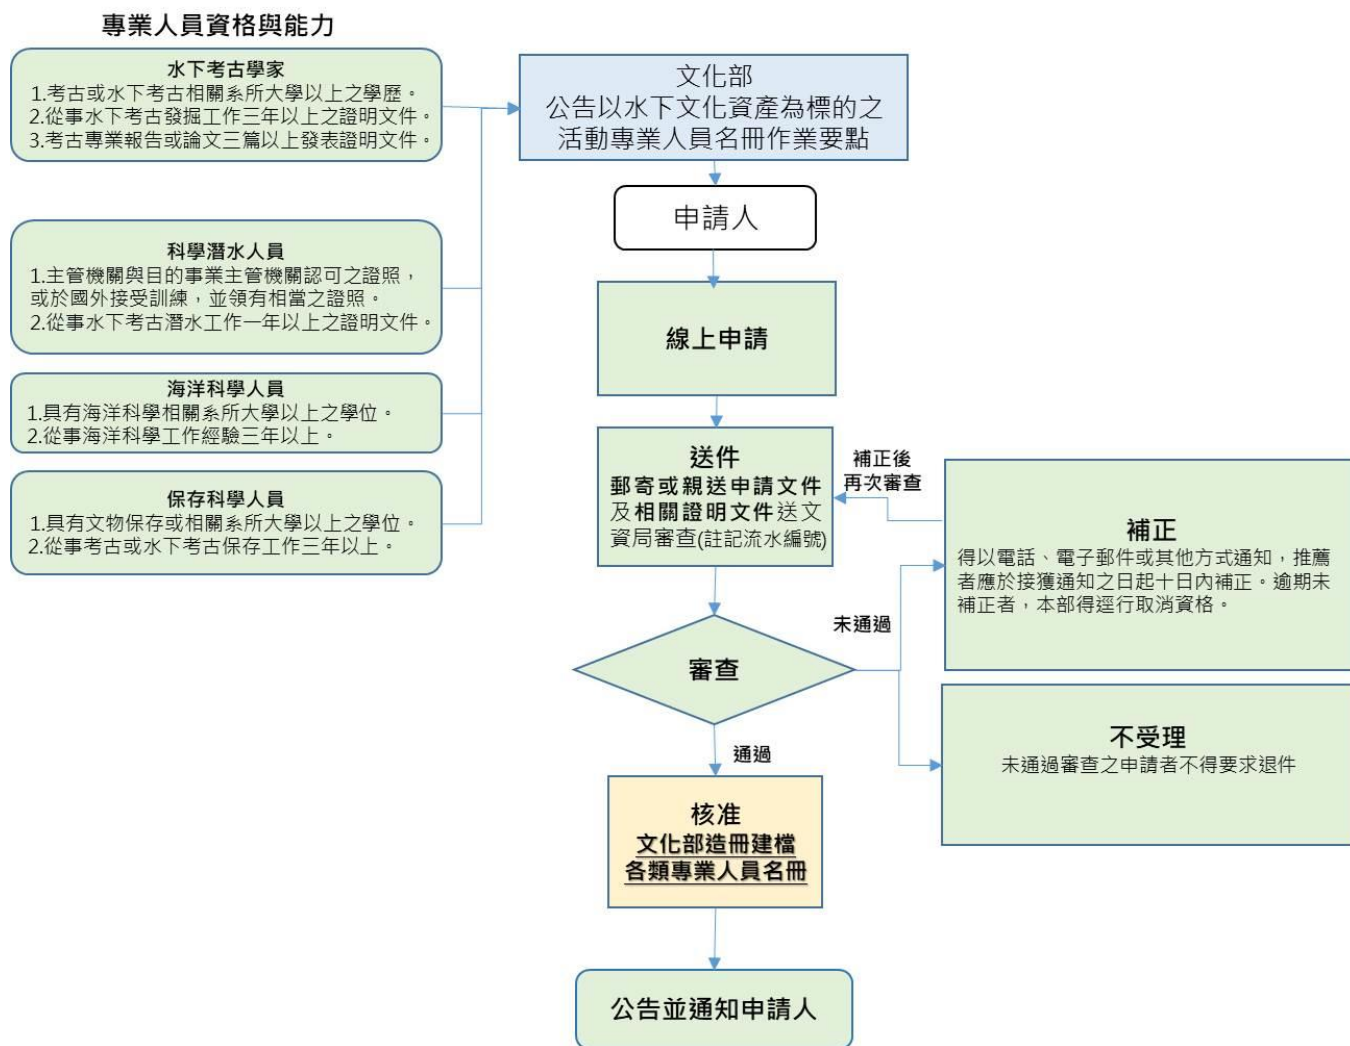 專業人員資格與能力
水下考古學家
1.考古或水下考古相關系所大學以上之學歷。
2.從事水下考古發掘工作三年以上之證明文件。
3.考古專業報告或論文三篇以上發表證明文件。
科學潛水人員
1.主管機關與目的事業主管機關認可之證照，
或於國外接受訓練，並領有相當之證照。
2.從事水下考古潛水工作一年以上之證明文件。
海洋科學人員
1.具有海洋科學相關系所大學以上之學位。
2.從事海洋科學工作經驗三年以上。
保存科學人員
1.具有文物保存或相關系所大學以上之學位。
2.從事考古或水下考古保存工作三年以上。
文化部
公告以水下文化資產為標的之
活動專業人員名冊作業要點
申請人
線上申請
送件
郵寄或親送申請文件
及相關證明文件送文
資局審查(註記流水編號)
補正後
再次審查
補正
得以電話、電子郵件或其他方式通知，推薦
者應於接獲通知之日起十日內補正。逾期未
補正者，本部得逕行取消資格。
未通過
審查
不受理
未通過審查之申請者不得要求退件
通過
核准
文化部造冊建檔
各類專業人員名冊
公告並通知申請人